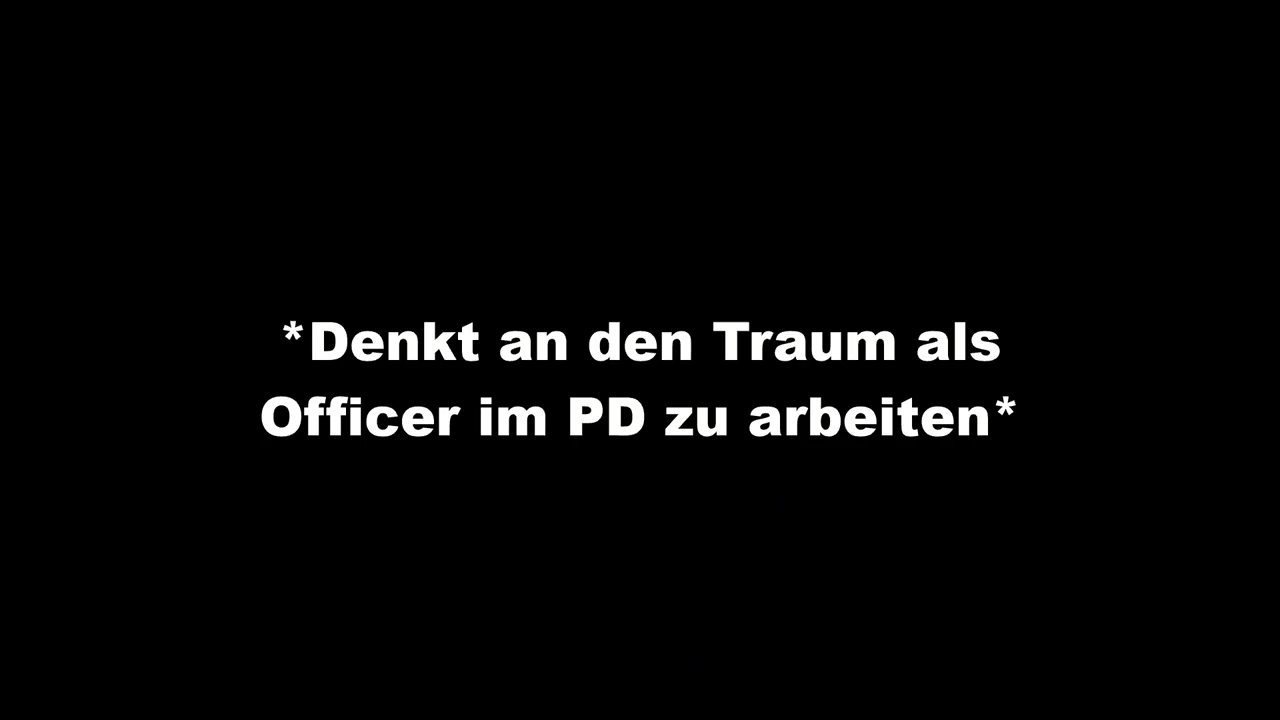 *Denkt an den Traum als
Officer im PD zu arbeiten*